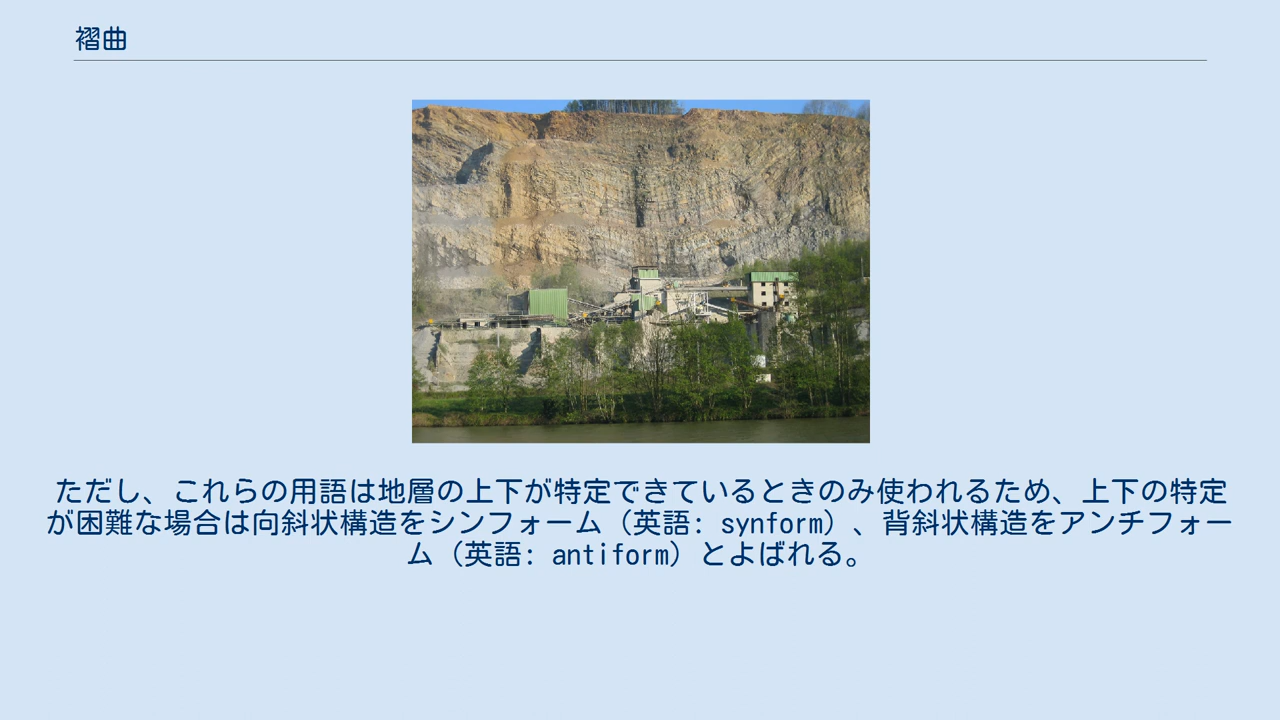 褶曲
ただし、これらの用語は地層の上下が特定できているときのみ使われるため、上下の特定
が困難な場合は向斜状構造をシンフォーム（英語: synform）、背斜状構造をアンチフォー
ム（英語: antiform）とよばれる。